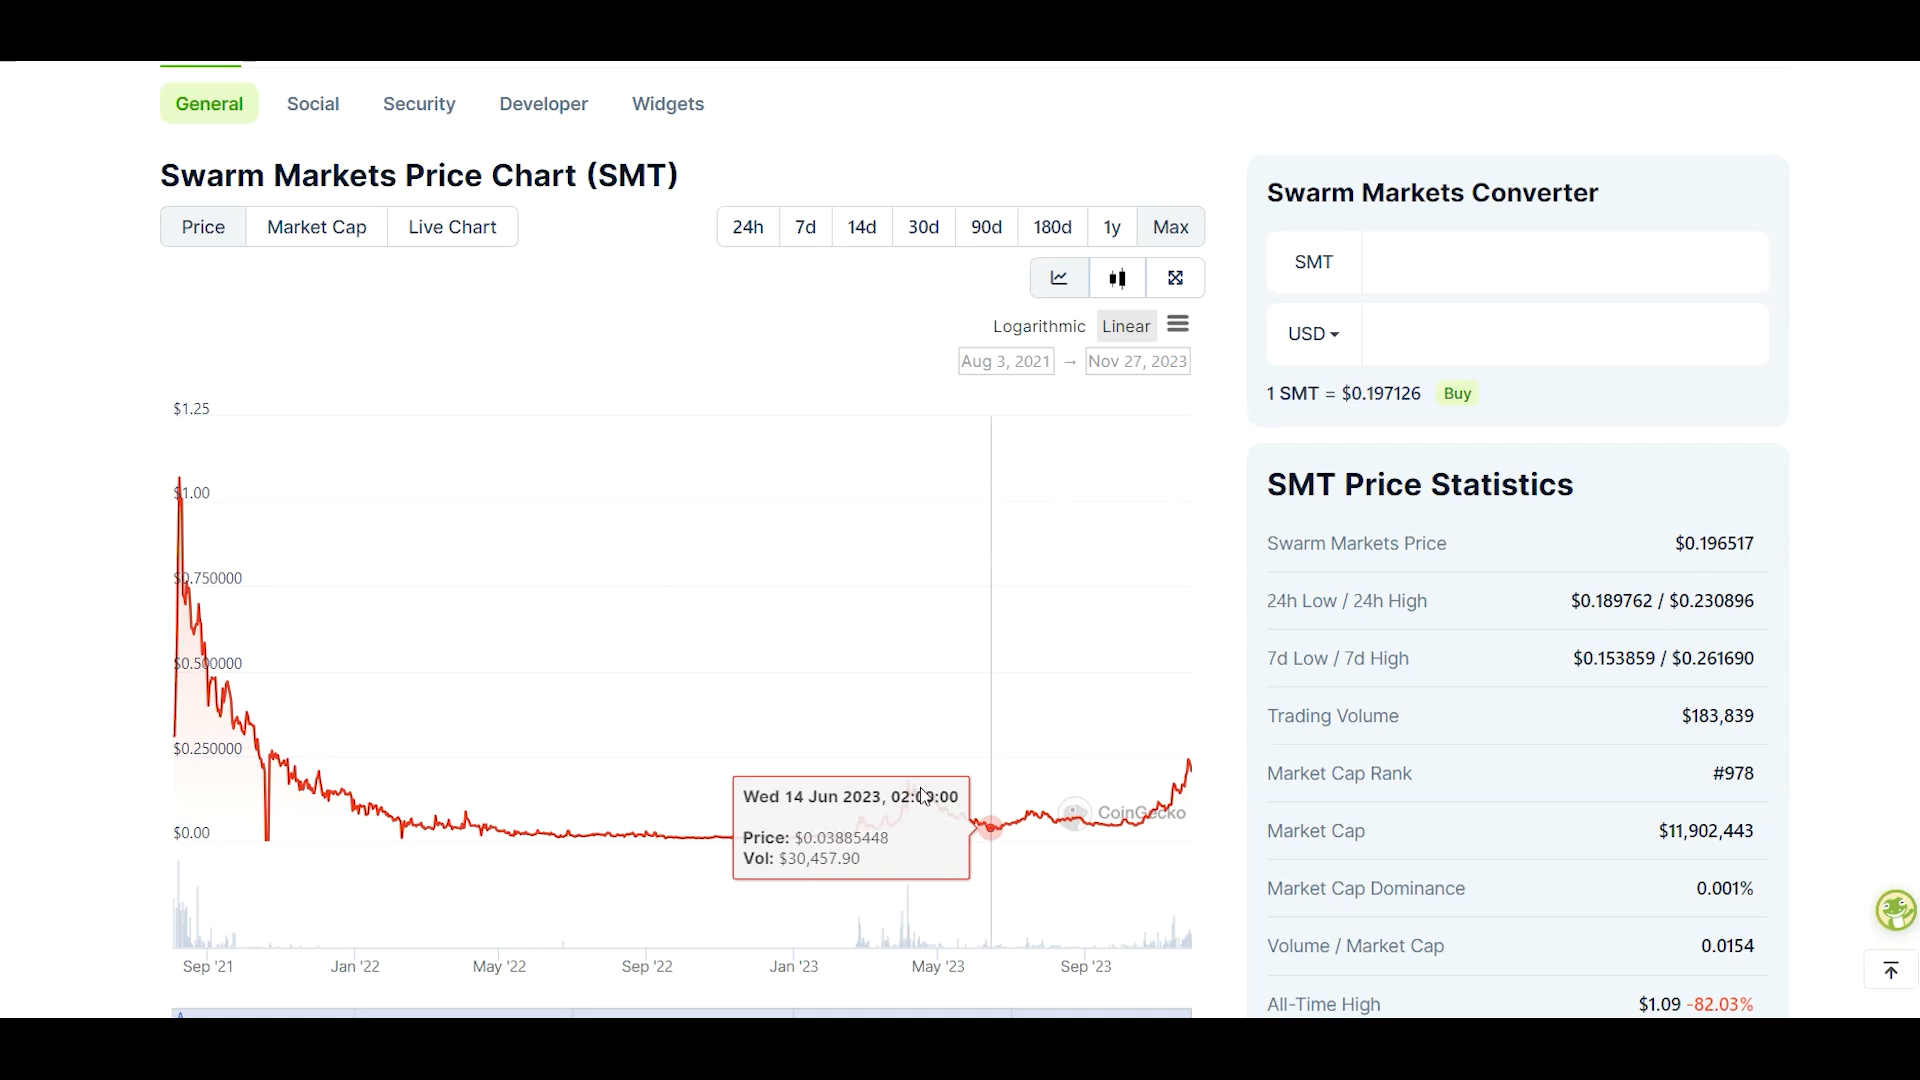 General Social Security Developer Widgets
Swarm Markets Price Chart (SMT)
Price Market Cap Live Chart
24h 7d 14d 30d 90d 180d 1y Max
Logarithmic Linear
Aug 3, 2021 → Nov 27, 2023
$1.25
$1.00
$0.750000
$0.500000
$0.250000
$0.00
Wed 14 Jun 2023, 02:00:00
Price: $0.03885448
Vol: $30,457.90
CoinGecko
Sep '21 Jan '22 May '22 Sep '22 Jan '23 May '23 Sep '23
Swarm Markets Converter
SMT
USD
1 SMT = $0.197126 Buy
SMT Price Statistics
Swarm Markets Price $0.196517
24h Low / 24h High $0.189762 / $0.230896
7d Low / 7d High $0.153859 / $0.261690
Trading Volume $183,839
Market Cap Rank #978
Market Cap $11,902,443
Market Cap Dominance 0.001%
Volume / Market Cap 0.0154
All-Time High $1.09 -82.03%